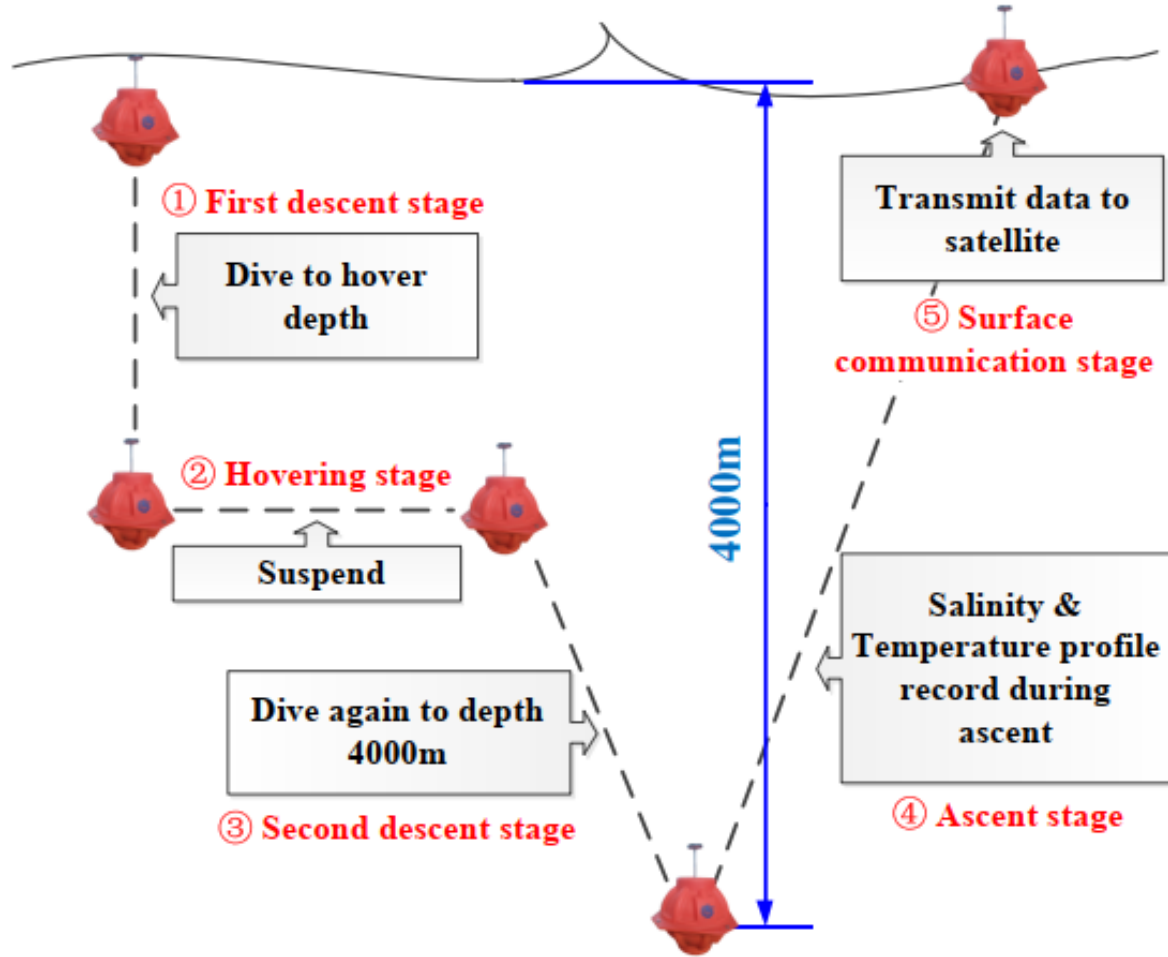 ① First descent stage
Dive to hover
depth
② Hovering stage
Suspend
Dive again to depth
4000m
③ Second descent stage
4000m
Transmit data to
satellite
⑤ Surface
communication stage
Salinity &
Temperature profile
record during
ascent
④ Ascent stage